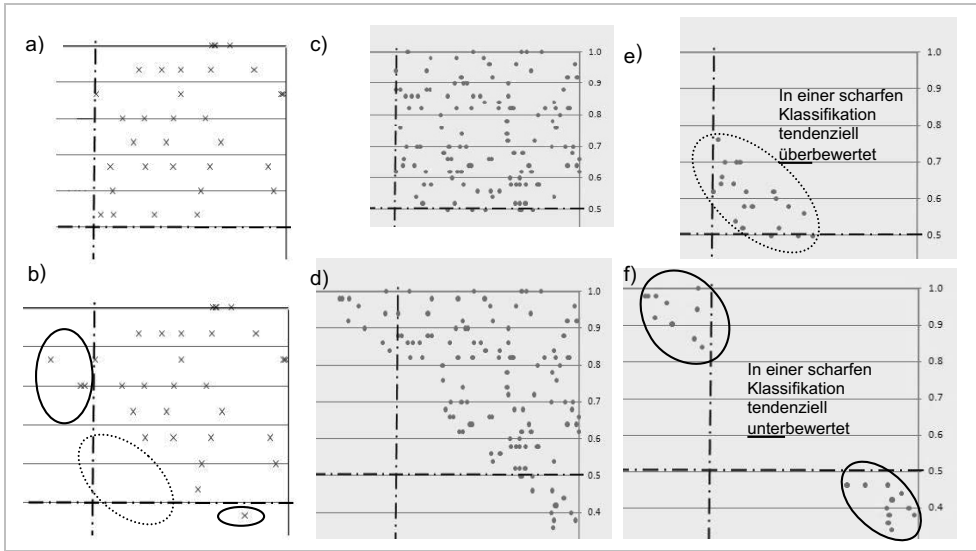 a)
c)
e)
1.0
0.9
0.8
0.7
0.6
0.5
1.0
0.9
0.8
0.7
0.6
0.5
In einer scharfen
Klassifikation
tendenziell
überbewertet
b)
d)
f)
1.0
0.9
0.8
0.7
0.6
0.5
0.4
1.0
0.9
0.8
0.7
0.6
0.5
0.4
In einer scharfen
Klassifikation
tendenziell
unterbewertet